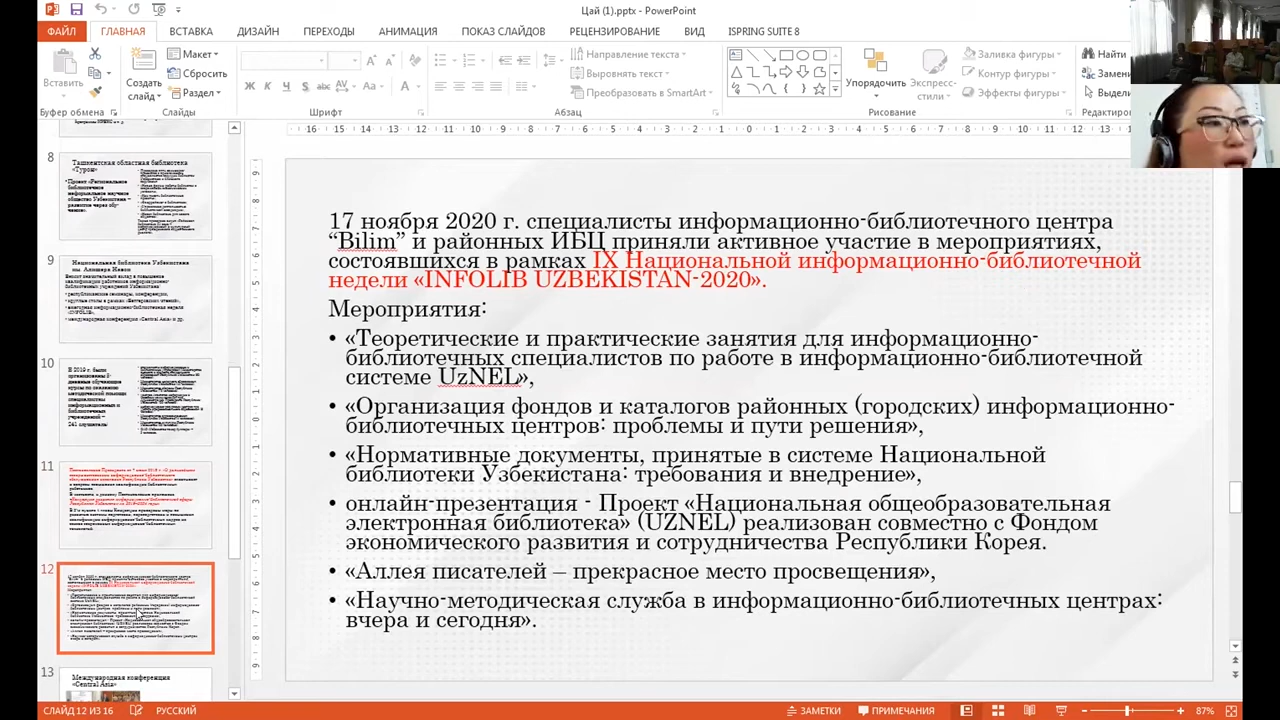 Цай (1).pptx - PowerPoint
ФАЙЛ ГЛАВНАЯ ВСТАВКА ДИЗАЙН ПЕРЕХОДЫ АНИМАЦИЯ ПОКАЗ СЛАЙДОВ РЕЦЕНЗИРОВАНИЕ ВИД ISPRING SUITE 8
Вставить
Создать слайд
Макет
Сбросить
Раздел
Направление текста
Выровнять текст
Преобразовать в SmartArt
Упорядочить
Экспресс-стили
Заливка фигуры
Контур фигуры
Эффекты фигуры
Найти
Замени
Выдели
Буфер обмена Слайды Шрифт Абзац Рисование Редактиро
8
Ташкентская областная библиотека
«Турон»
9
Национальная библиотека Узбекистана
им. Алишера Навои
10
11
12
13
Международная конференция
«Central Asia»
17 ноября 2020 г. специалисты информационно-библиотечного центра
“Bilim” и районных ИБЦ приняли активное участие в мероприятиях,
состоявшихся в рамках IX Национальной информационно-библиотечной
недели «INFOLIB UZBEKISTAN-2020».
Мероприятия:
• «Теоретические и практические занятия для информационно-
библиотечных специалистов по работе в информационно-библиотечной
системе UzNEL»,
• «Организация фондов и каталогов районных (городских) информационно-
библиотечных центров: проблемы и пути решения»,
• «Нормативные документы, принятые в системе Национальной
библиотеки Узбекистана: требования и внедрение»,
• онлайн-презентация - Проект «Национальная общеобразовательная
электронная библиотека» (UZNEL) реализован совместно с Фондом
экономического развития и сотрудничества Республики Корея.
• «Аллея писателей – прекрасное место просвещения»,
• «Научно-методическая служба в информационно-библиотечных центрах:
вчера и сегодня».
СЛАЙД 12 ИЗ 16 РУССКИЙ ЗАМЕТКИ ПРИМЕЧАНИЯ 87%